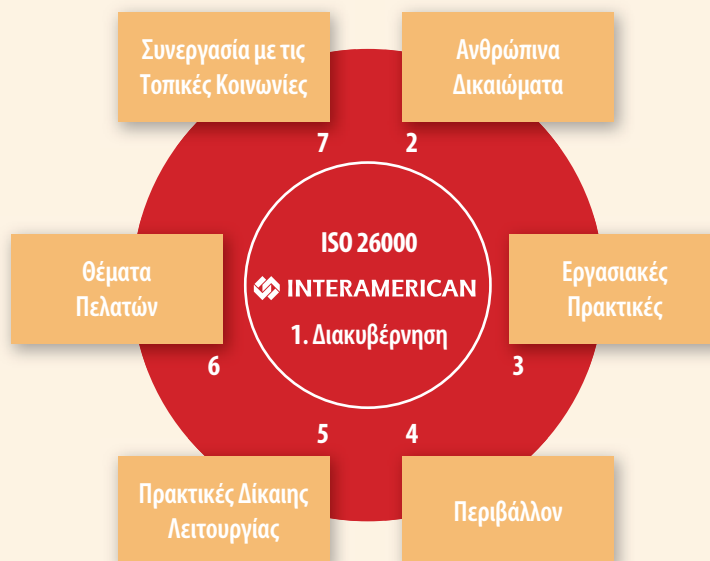 Συνεργασία με τις
Τοπικές Κοινωνίες
Ανθρώπινα
Δικαιώματα
7
2
ISO 26000
INTERAMERICAN
1. Διακυβέρνηση
Θέματα
Πελατών
Εργασιακές
Πρακτικές
6
3
5
4
Πρακτικές Δίκαιης
Λειτουργίας
Περιβάλλον